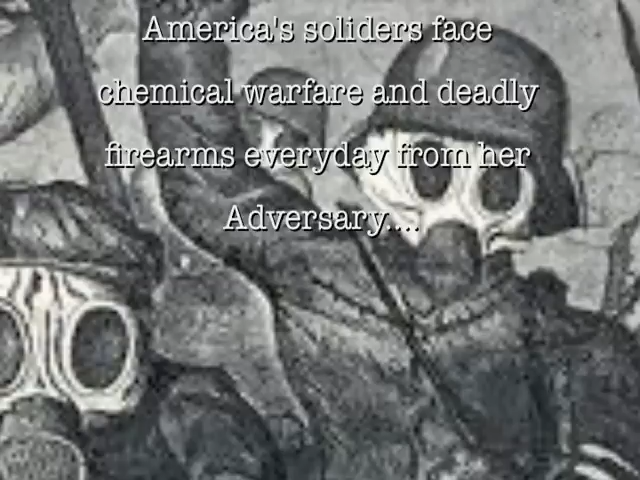 America's soliders face
chemical warfare and deadly
firearms everyday from her
Adversary....